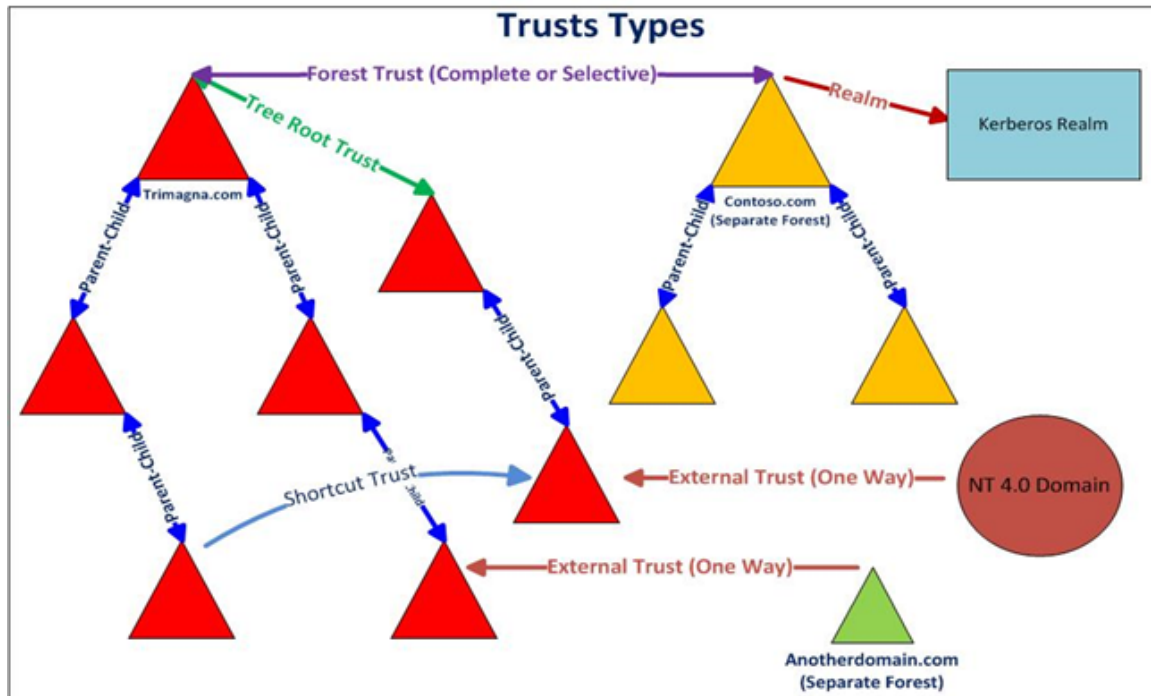 Trusts Types
Forest Trust (Complete or Selective)
Realm
Kerberos Realm
Tree Root Trust
Trimagna.com
Contoso.com
(Separate Forest)
Parent-Child
Parent-Child
Parent-Child
Parent-Child
Parent-Child
Parent-Child
Shortcut Trust
External Trust (One Way)
NT 4.0 Domain
External Trust (One Way)
Anotherdomain.com
(Separate Forest)